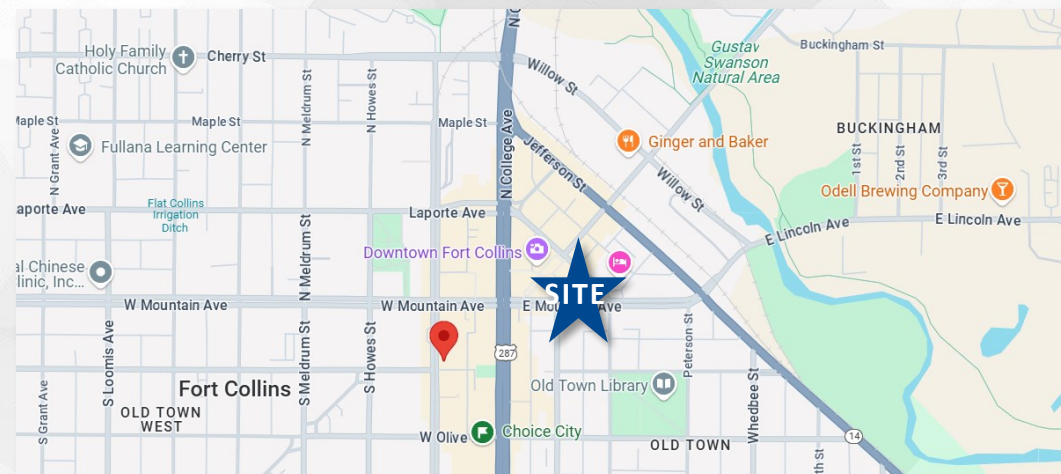 Holy Family
Catholic Church
Cherry St
N Meldrum St
N Howes St
Maple St
Maple St
Maple St
N Grant Ave
Fullana Learning Center
aporte Ave
Flat Collins
Irrigation
Ditch
Laporte Ave
N College Ave
Willow St
Jefferson St
Ginger and Baker
Willow St
Gustav
Swanson
Natural Area
Buckingham St
BUCKINGHAM
1st St
2nd St
3rd St
Odell Brewing Company
E Lincoln Ave
E Lincoln Ave
Downtown Fort Collins
al Chinese
linic, Inc...
N Meldrum St
W Mountain Ave
W Mountain Ave
SITE
S Loomis Ave
S Meldrum St
S Howes St
287
Peterson St
Old Town Library
Fort Collins
OLD TOWN
WEST
S Grant Ave
W Olive
Choice City
OLD TOWN
Whedbee St
14